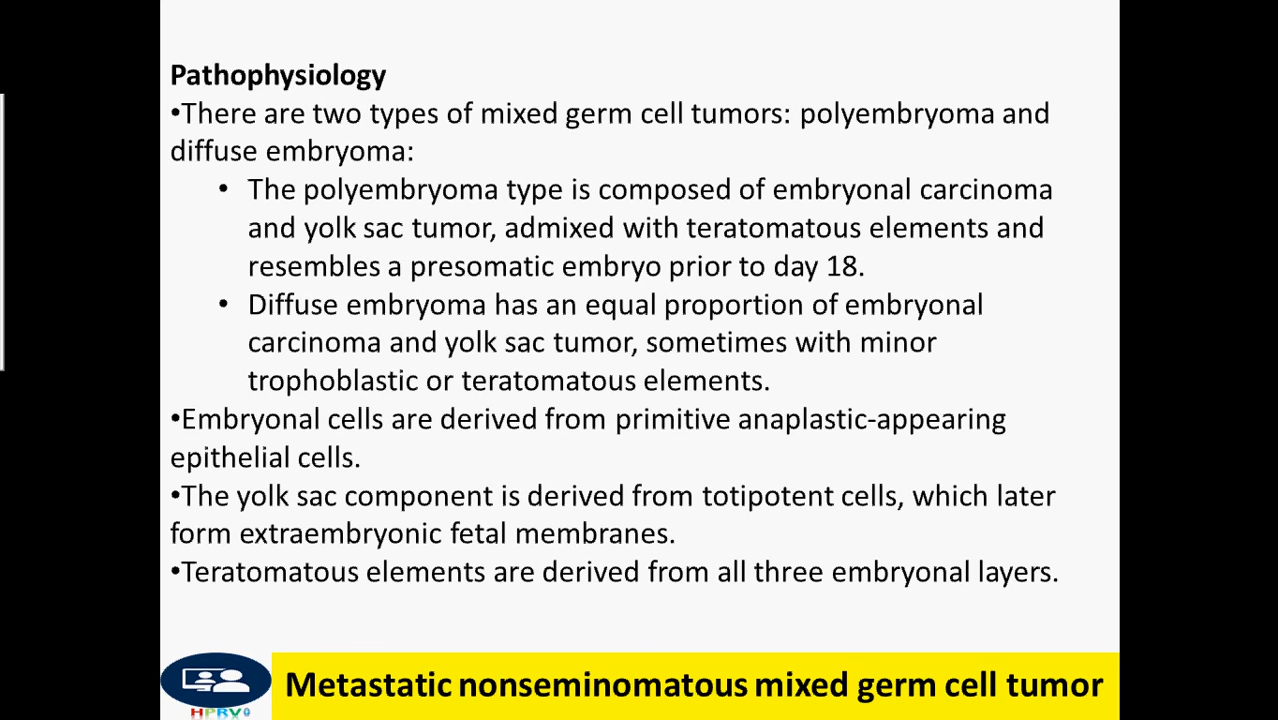 Pathophysiology
•There are two types of mixed germ cell tumors: polyembryoma and
diffuse embryoma:
• The polyembryoma type is composed of embryonal carcinoma
and yolk sac tumor, admixed with teratomatous elements and
resembles a presomatic embryo prior to day 18.
• Diffuse embryoma has an equal proportion of embryonal
carcinoma and yolk sac tumor, sometimes with minor
trophoblastic or teratomatous elements.
•Embryonal cells are derived from primitive anaplastic-appearing
epithelial cells.
•The yolk sac component is derived from totipotent cells, which later
form extraembryonic fetal membranes.
•Teratomatous elements are derived from all three embryonal layers.
Metastatic nonseminomatous mixed germ cell tumor